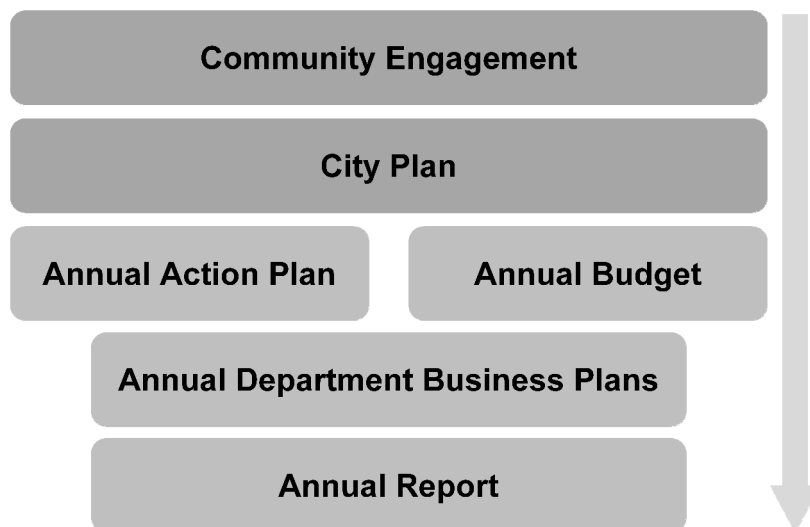 Community Engagement
City Plan
Annual Action Plan
Annual Budget
Annual Department Business Plans
Annual Report